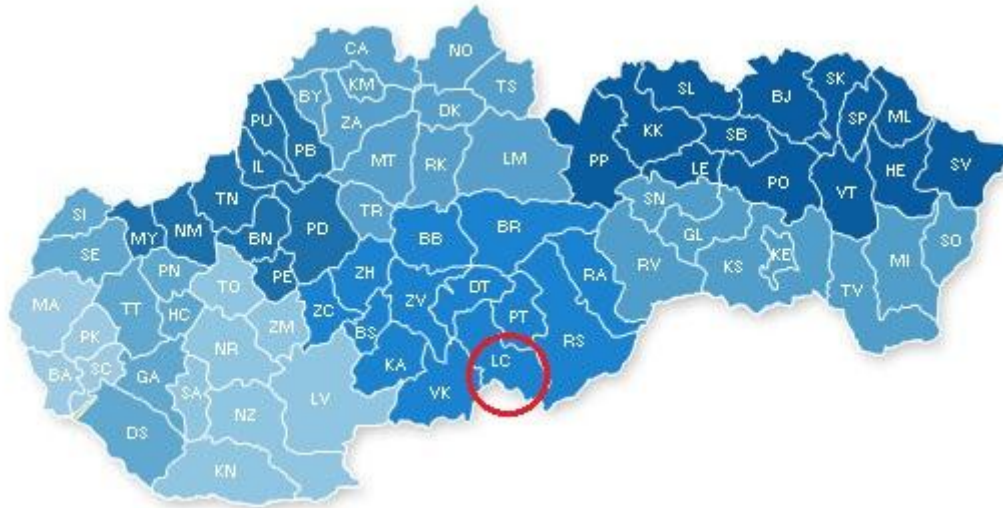 CA NO
BY KM TS
SL BJ SK
PU ZA DK SP ML
PB KK SB
IL MT RK LM PP LE PO VT HE SV
TN TR SN
SI MY NM BN PD BB BR GL SO
SE PN PE ZH RV KS KE MI
MA TT TO ZC ZV DT RA TV
HC ZM BS PT
PK NR RS
BA SC GA KA LC
SA NZ LV VK
DS
KN